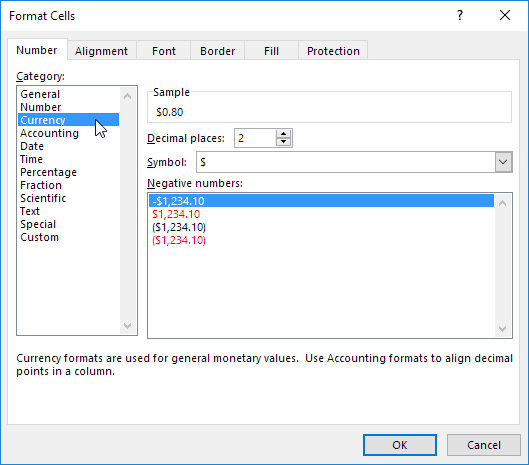 Format Cells
?
Number Alignment Font Border Fill Protection
Category:
General
Number
Currency
Accounting
Date
Time
Percentage
Fraction
Scientific
Text
Special
Custom
Sample
$0.80
Decimal places: 2
Symbol: $
Negative numbers:
-$1,234.10
$1,234.10
($1,234.10)
($1,234.10)
Currency formats are used for general monetary values.  Use Accounting formats to align decimal
points in a column.
OK Cancel